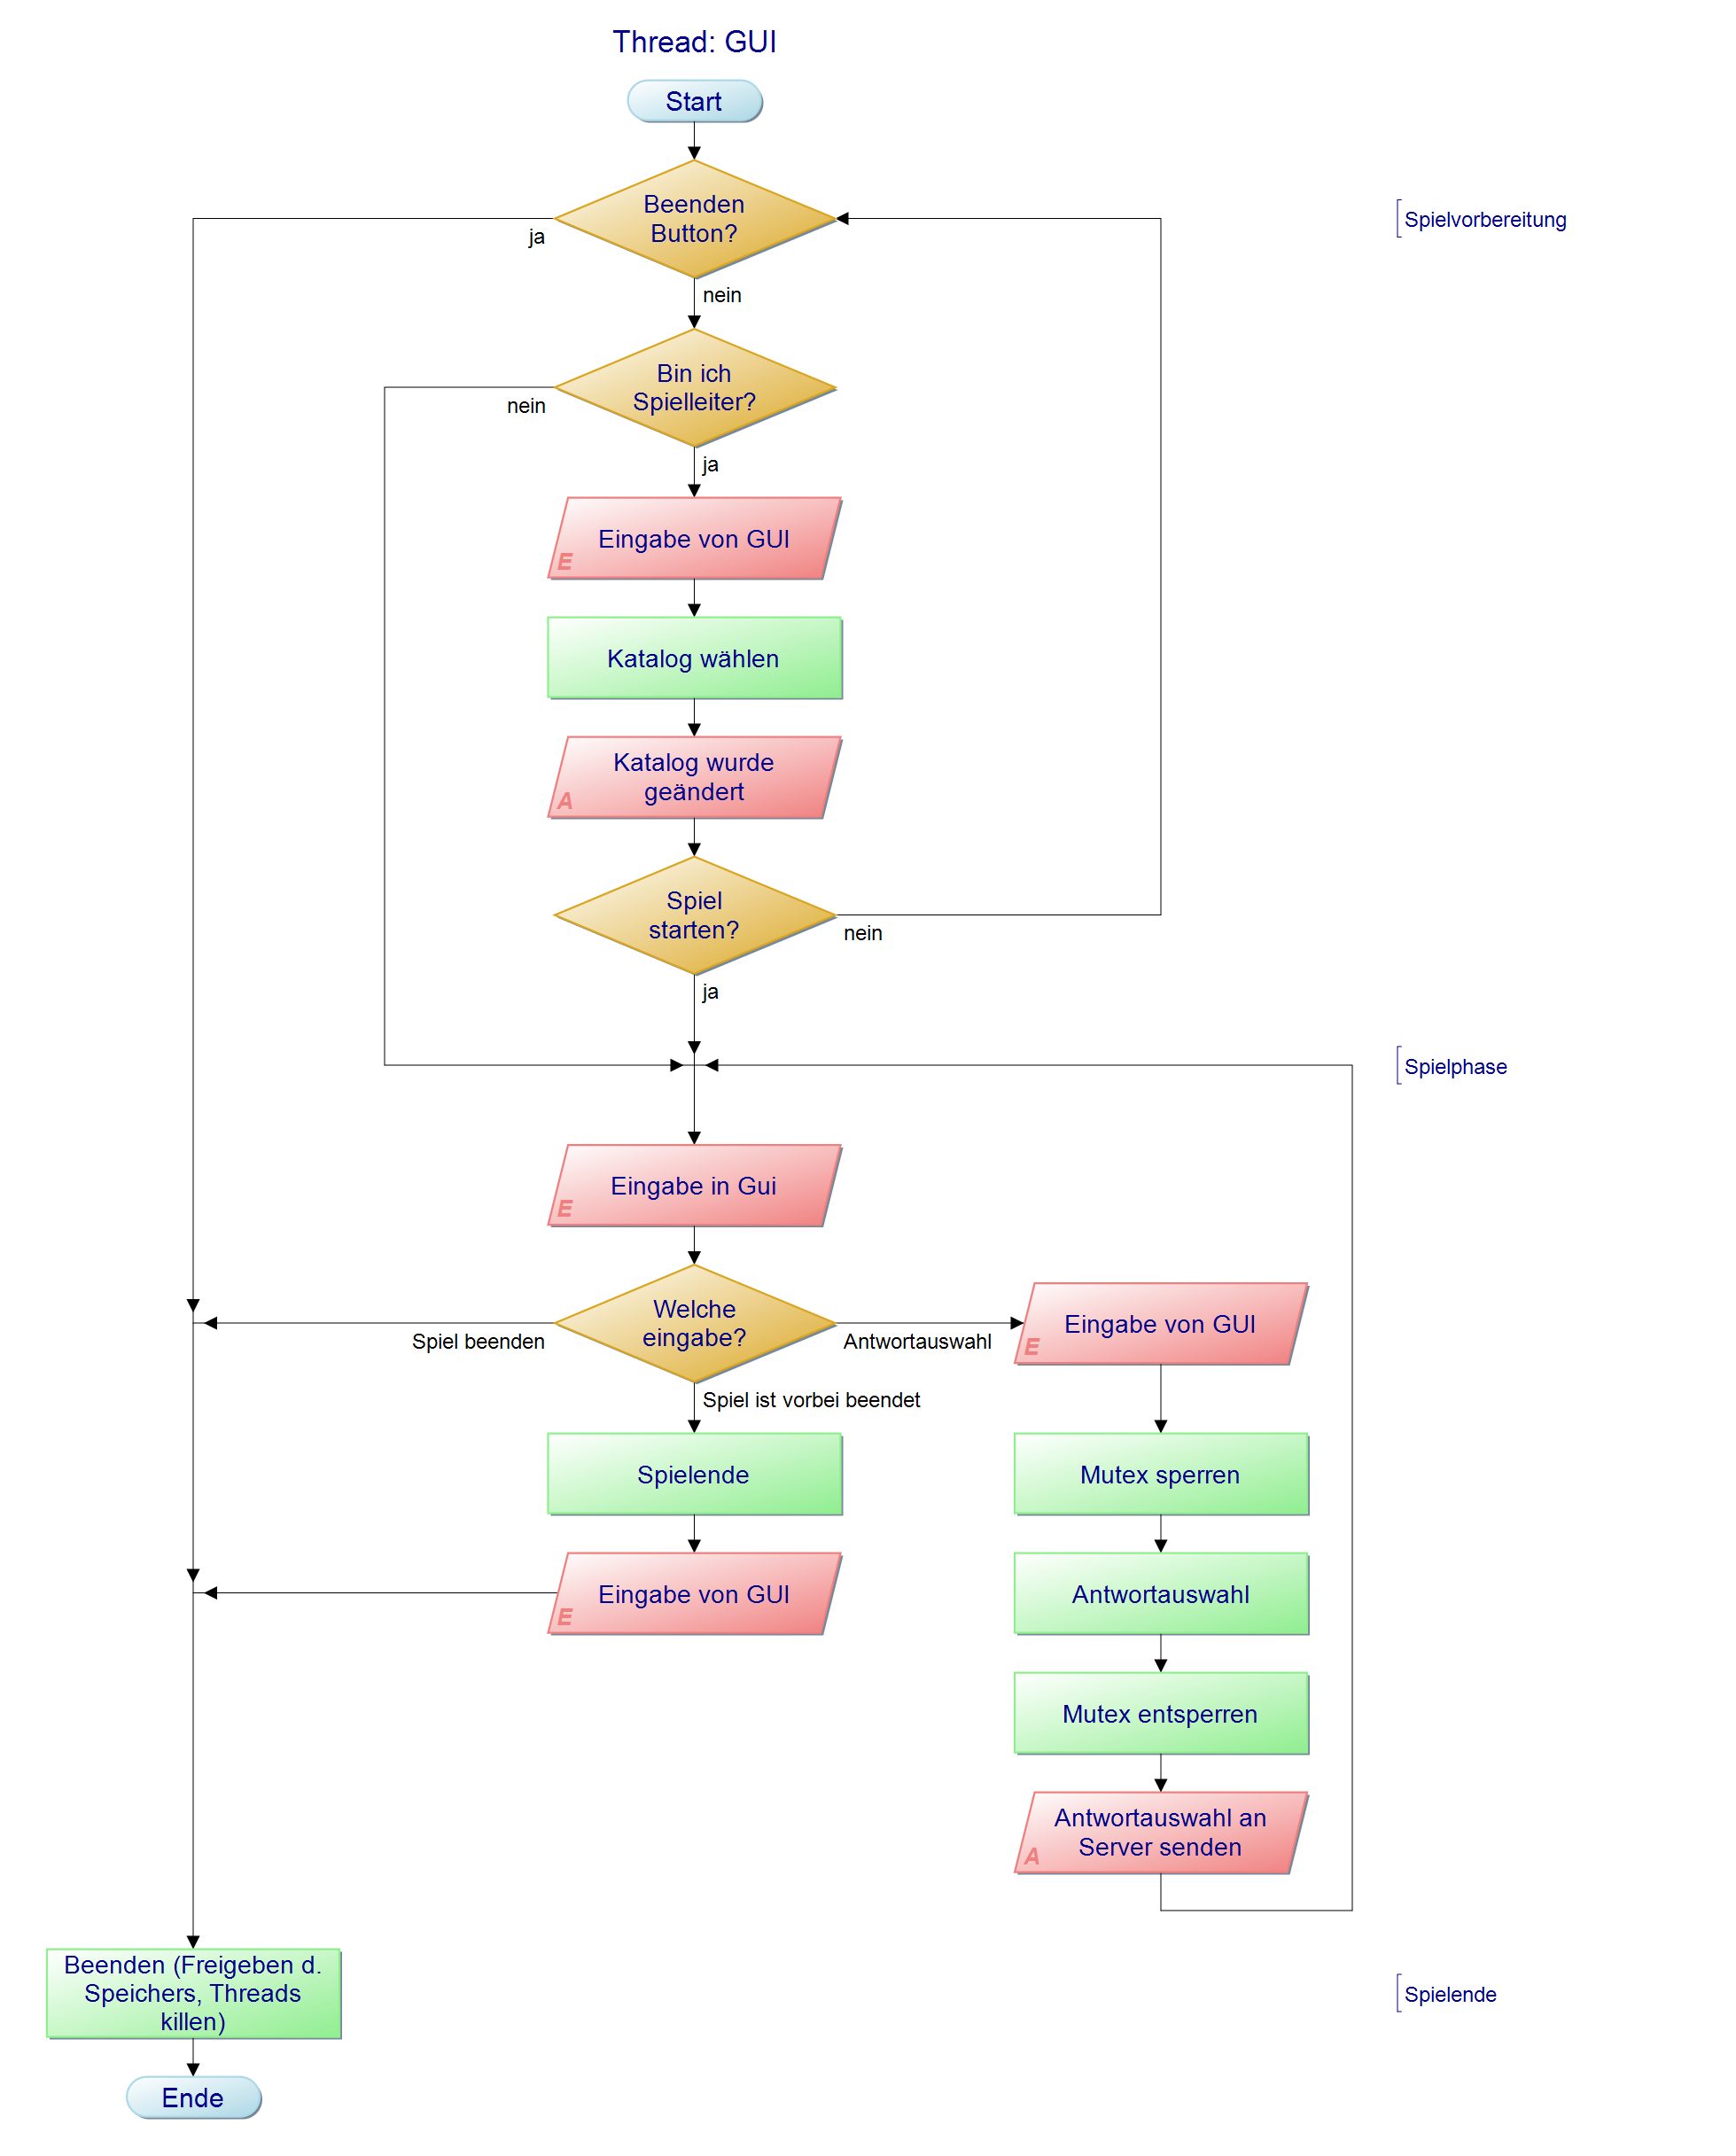 Thread: GUI
Start
Beenden
Button?
Spielvorbereitung
ja
nein
Bin ich
Spielleiter?
nein
ja
Eingabe von GUI
E
Katalog wählen
Katalog wurde
geändert
A
Spiel
starten?
nein
ja
Spielphase
Eingabe in Gui
E
Welche
eingabe?
Spiel beenden
Antwortauswahl
Eingabe von GUI
E
Spiel ist vorbei beendet
Spielende
Mutex sperren
Eingabe von GUI
E
Antwortauswahl
Mutex entsperren
Antwortauswahl an
Server senden
A
Beenden (Freigeben d.
Speichers, Threads
killen)
Spielende
Ende